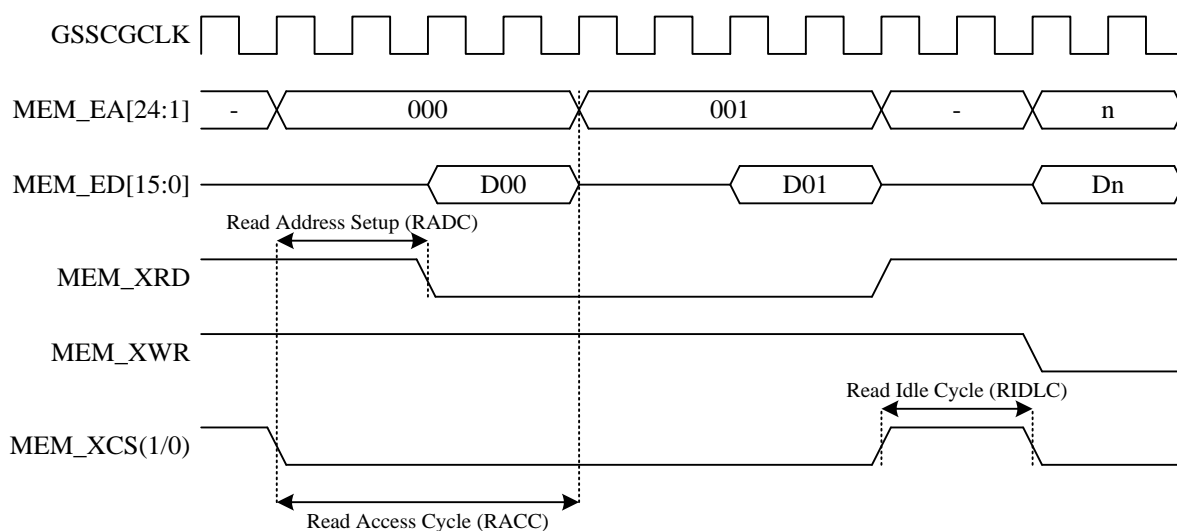 GSSCGCLK
MEM_EA[24:1] - 000 001 - n
MEM_ED[15:0] D00 D01 Dn
Read Address Setup (RADC)
MEM_XRD
MEM_XWR
Read Idle Cycle (RIDLC)
MEM_XCS(1/0)
Read Access Cycle (RACC)